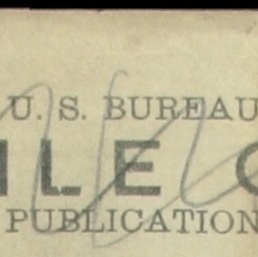 U. S. BUREAU
ILE
PUBLICATION